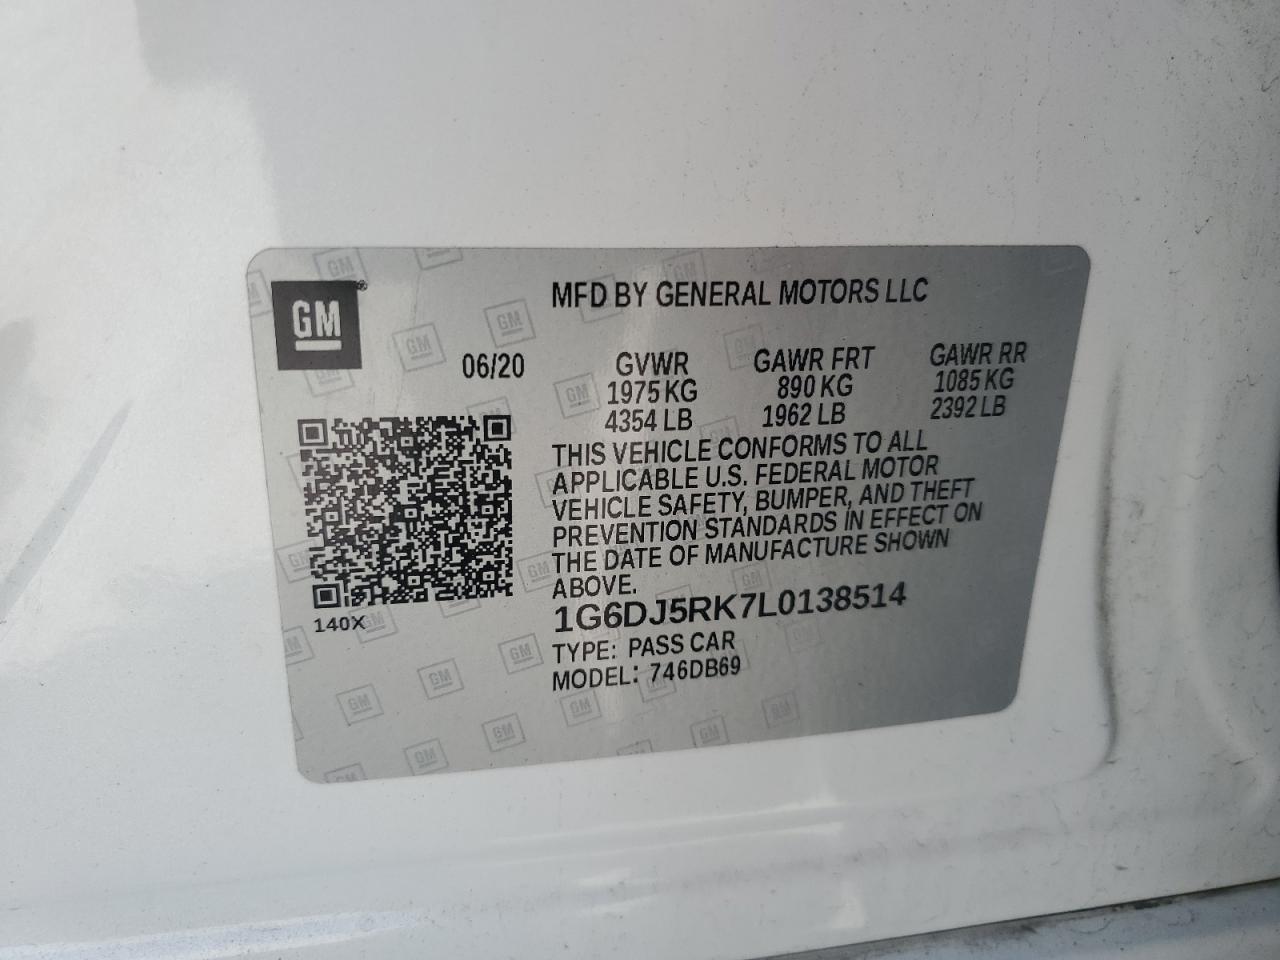 GM®
MFD BY GENERAL MOTORS LLC
06/20
GVWR GAWR FRT GAWR RR
1975 KG 890 KG 1085 KG
4354 LB 1962 LB 2392 LB
THIS VEHICLE CONFORMS TO ALL
APPLICABLE U.S. FEDERAL MOTOR
VEHICLE SAFETY, BUMPER, AND THEFT
PREVENTION STANDARDS IN EFFECT ON
THE DATE OF MANUFACTURE SHOWN
ABOVE.
140X
1G6DJ5RK7L0138514
TYPE: PASS CAR
MODEL: 746DB69